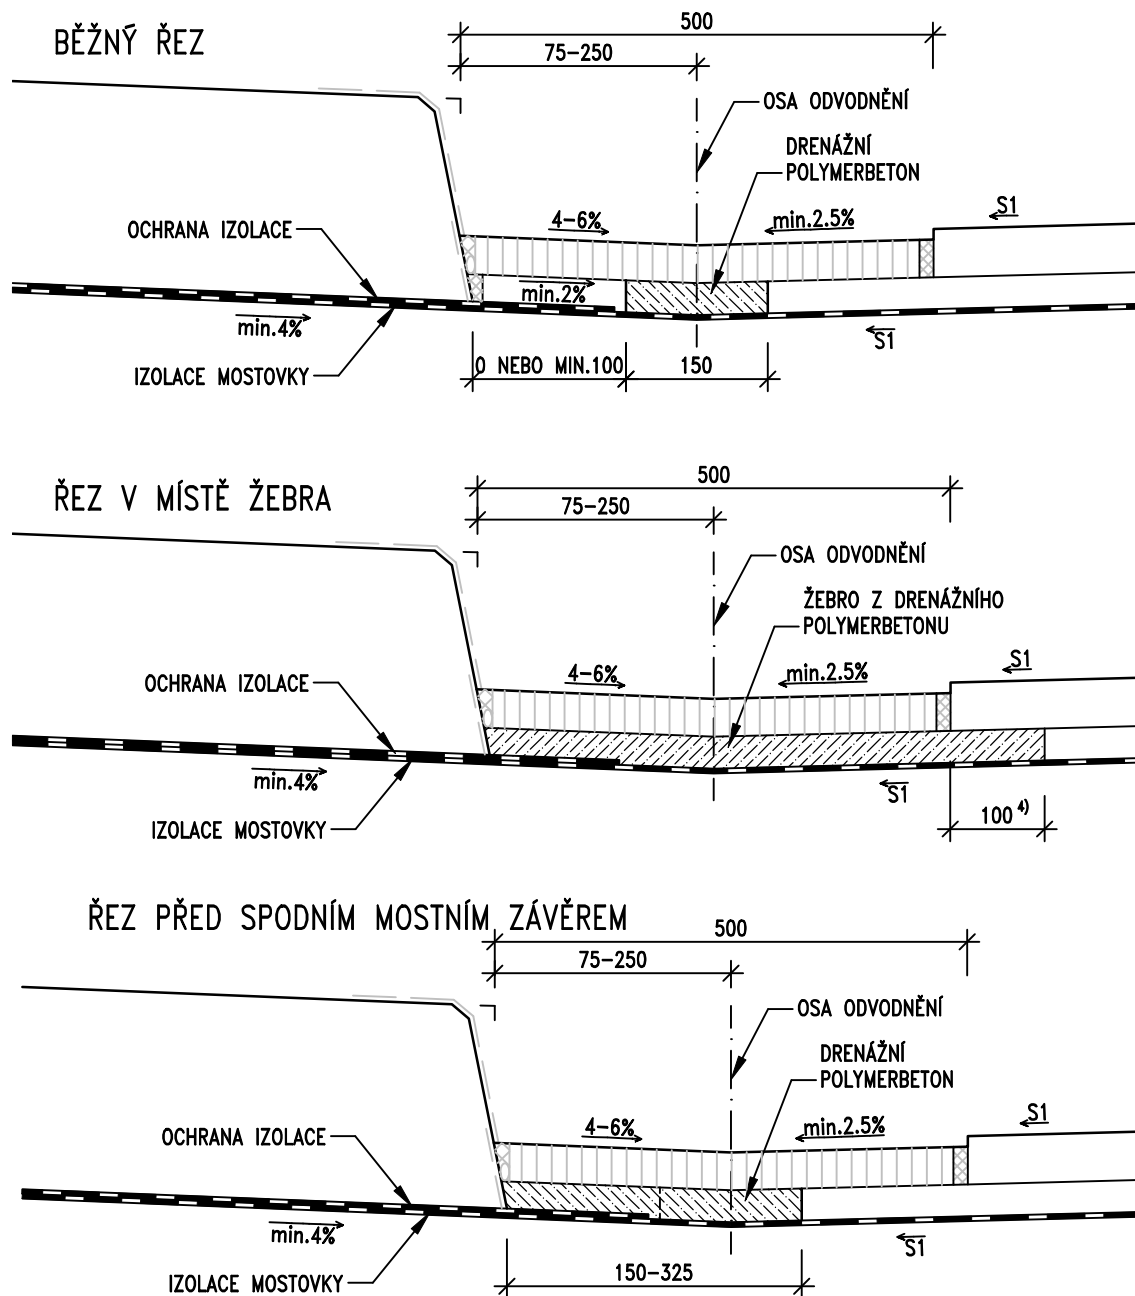 BĚŽNÝ ŘEZ
500
75-250
OSA ODVODNĚNÍ
DRENÁŽNÍ
POLYMERBETON
OCHRANA IZOLACE
4-6%
min.2.5%
S1
min.2%
min.4%
S1
IZOLACE MOSTOVKY
0 NEBO MIN.100
150
ŘEZ V MÍSTĚ ŽEBRA
500
75-250
OSA ODVODNĚNÍ
ŽEBRO Z DRENÁŽNÍHO
POLYMERBETONU
OCHRANA IZOLACE
4-6%
min.2.5%
S1
min.4%
S1
IZOLACE MOSTOVKY
100 4)
ŘEZ PŘED SPODNÍM MOSTNÍM ZÁVĚREM
500
75-250
OSA ODVODNĚNÍ
DRENÁŽNÍ
POLYMERBETON
OCHRANA IZOLACE
4-6%
min.2.5%
S1
min.4%
S1
IZOLACE MOSTOVKY
150-325